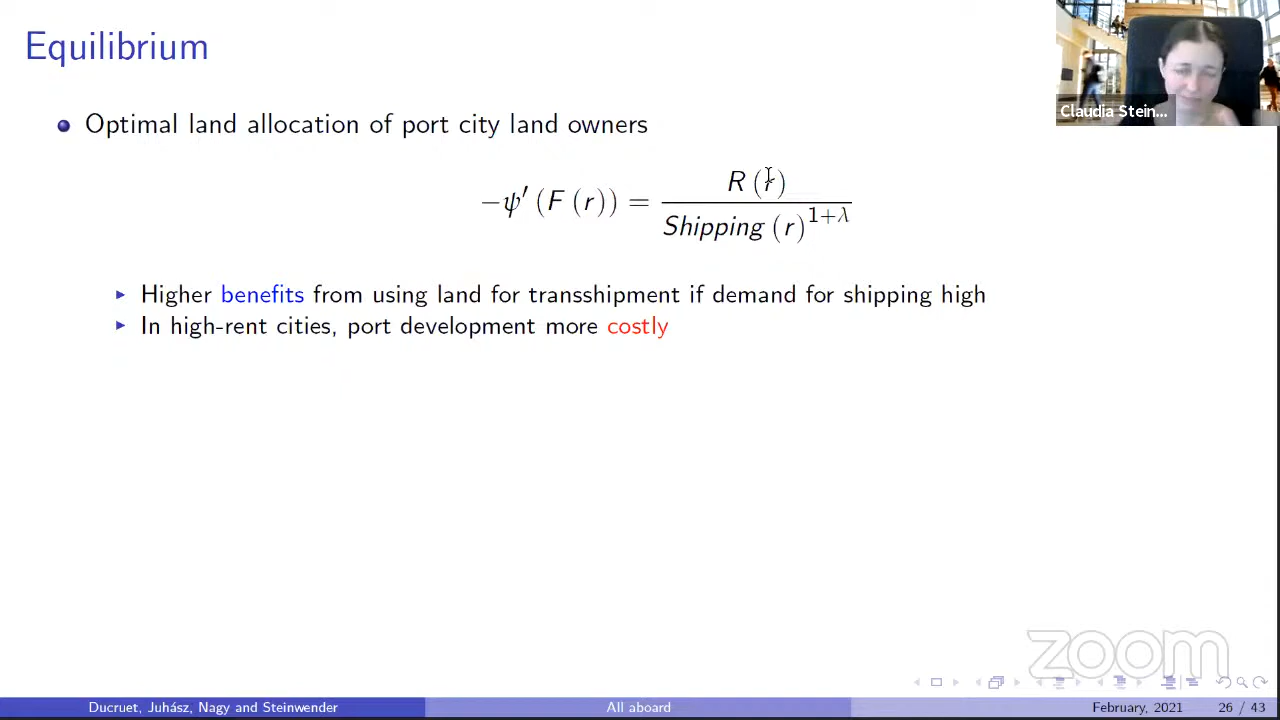 Equilibrium
Claudia Stein...
Optimal land allocation of port city land owners
−ψ′ (F (r)) = R (r) / Shipping (r)^{1+λ}
Higher benefits from using land for transshipment if demand for shipping high
In high-rent cities, port development more costly
zoom
Ducruet, Juhász, Nagy and Steinwender
All aboard
February, 2021
26 / 43